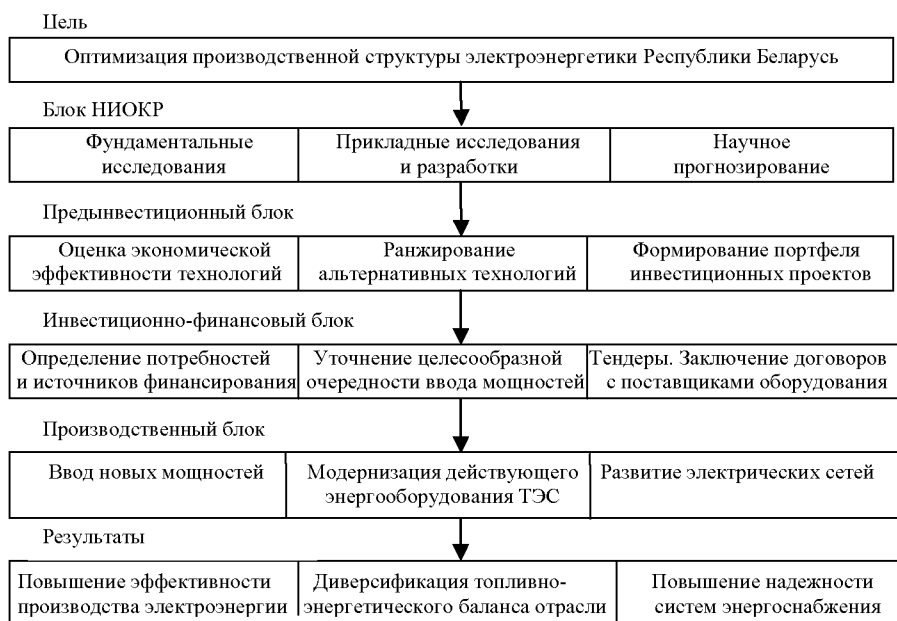 Цель
Оптимизация производственной структуры электроэнергетики Республики Беларусь
Блок НИОКР
Фундаментальные
исследования
Прикладные исследования
и разработки
Научное
прогнозирование
Предынвестиционный блок
Оценка экономической
эффективности технологий
Ранжирование
альтернативных технологий
Формирование портфеля
инвестиционных проектов
Инвестиционно-финансовый блок
Определение потребностей
и источников финансирования
Уточнение целесообразной
очередности ввода мощностей
Тендеры. Заключение договоров
с поставщиками оборудования
Производственный блок
Ввод новых мощностей
Модернизация действующего
энергооборудования ТЭС
Развитие электрических сетей
Результаты
Повышение эффективности
производства электроэнергии
Диверсификация топливно-
энергетического баланса отрасли
Повышение надежности
систем энергоснабжения